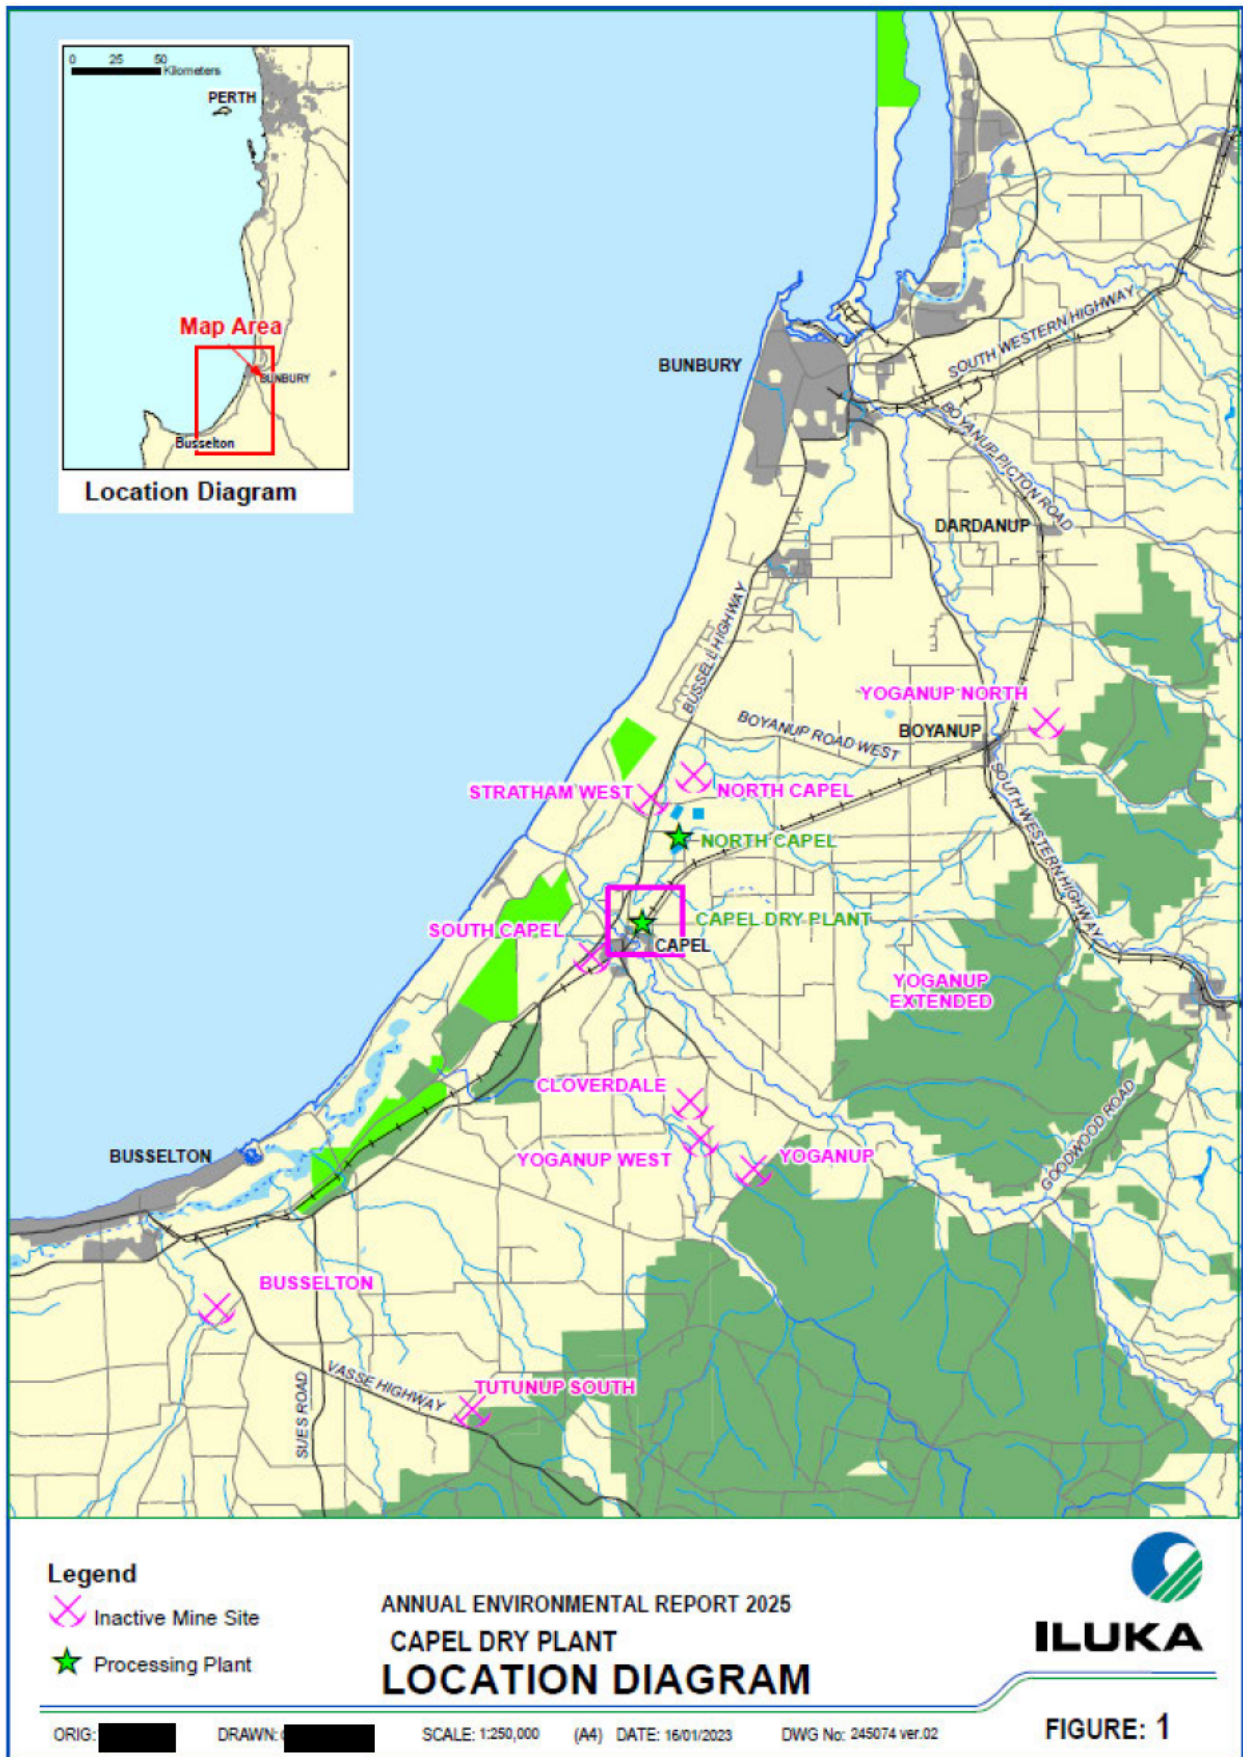 0 25 50
Kilometers
PERTH
Map Area
BUNBURY
Busselton
Location Diagram
BUNBURY
SOUTH WESTERN HIGHWAY
BOYANUP PICTON ROAD
DARDANUP
BUSSELL HIGHWAY
YOGANUP NORTH
BOYANUP ROAD WEST
BOYANUP
STRATHAM WEST
NORTH CAPEL
NORTH CAPEL
SOUTH WESTERN HIGHWAY
CAPEL DRY PLANT
SOUTH CAPEL
CAPEL
YOGANUP
EXTENDED
CLOVERDALE
GOODWOOD ROAD
BUSSELTON
YOGANUP WEST
YOGANUP
BUSSELTON
VASSE HIGHWAY
TUTUNUP SOUTH
SUES ROAD
Legend
Inactive Mine Site
Processing Plant
ANNUAL ENVIRONMENTAL REPORT 2025
CAPEL DRY PLANT
LOCATION DIAGRAM
ILUKA
ORIG: DRAWN: SCALE: 1:250,000 (A4) DATE: 16/01/2023 DWG No: 245074 ver.02
FIGURE: 1